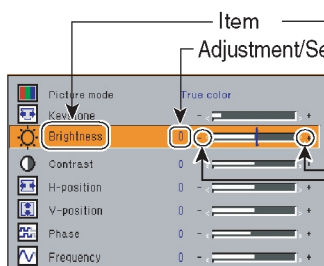 Item
Adjustment/Se
Picture mode True color
Keystone
Brightness 0 - +
Contrast 0 - +
H-position 0 - +
V-position 0 - +
Phase 0 - +
Frequency 0 - +